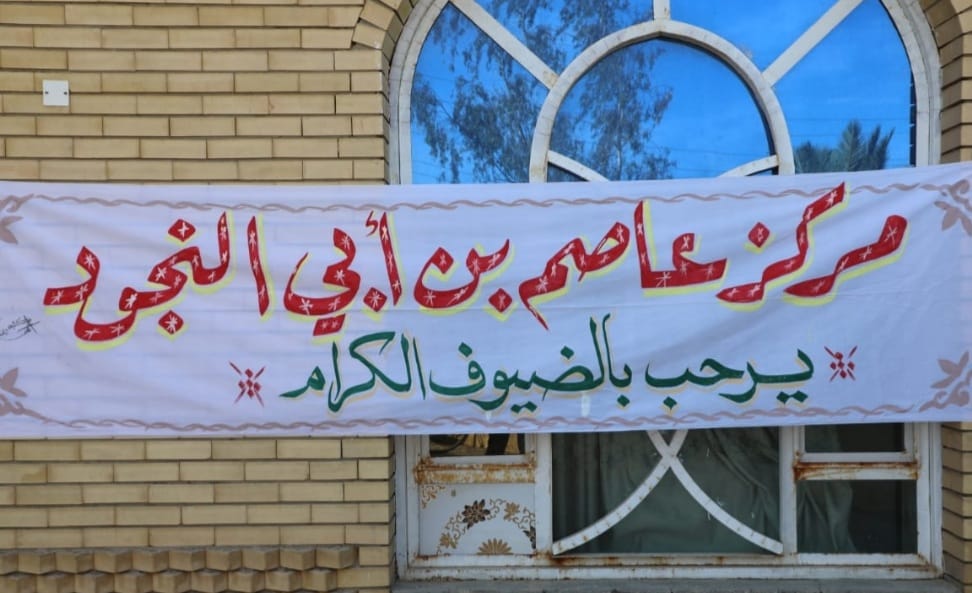 مركز عاصم بن أبي النجود
يرحب بالضيوف الكرام